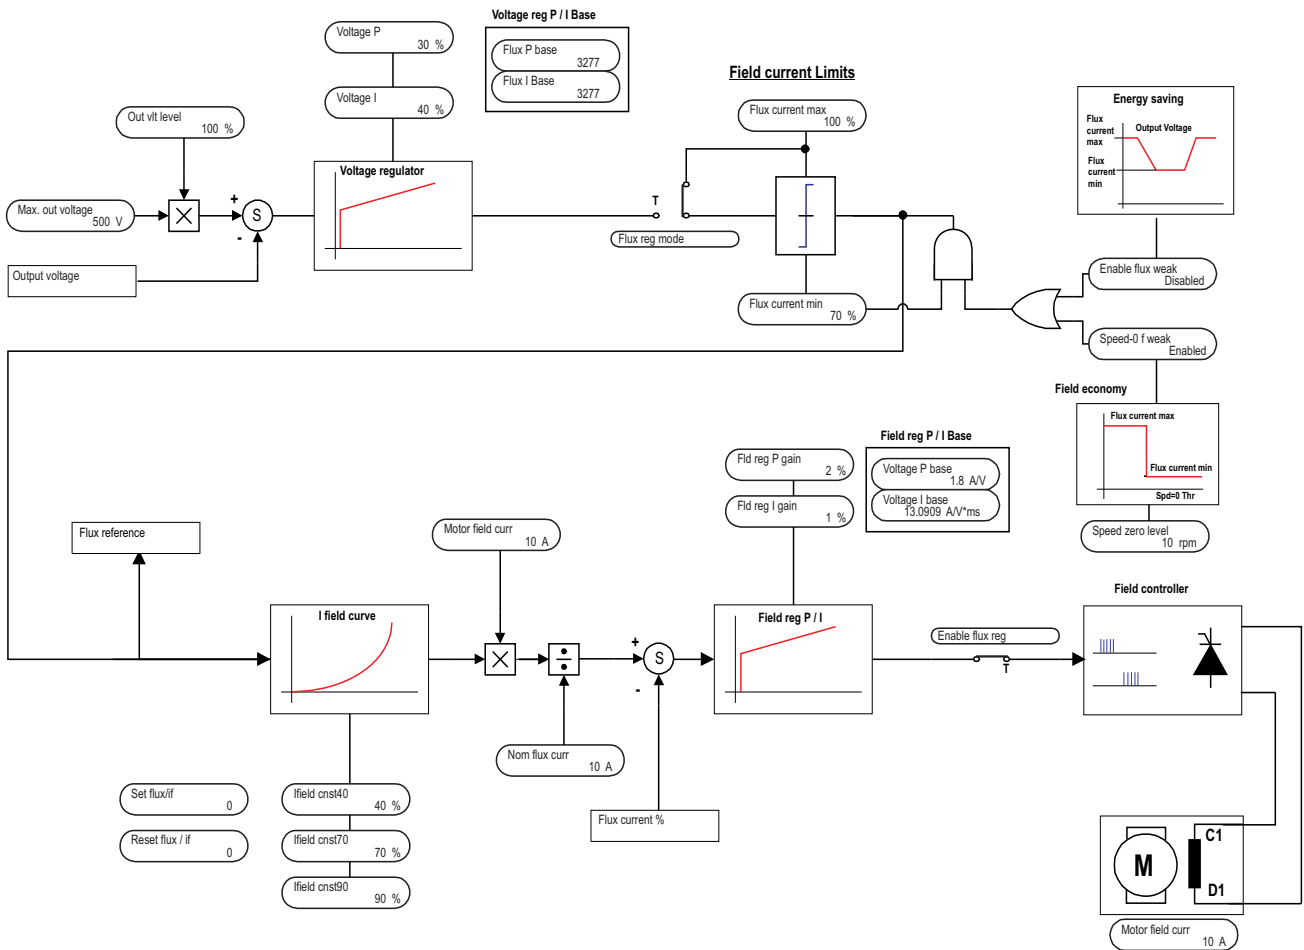 Voltage reg P / I Base
Voltage P
30 %
Flux P base
3277
Flux I Base
3277
Voltage I
40 %
Field current Limits
Energy saving
Flux current max
Output Voltage
Flux current min
Out vlt level
100 %
Flux current max
100 %
Voltage regulator
Max. out voltage
500 V
+
S
-
T
Flux reg mode
Output voltage
Enable flux weak
Disabled
Flux current min
70 %
Speed-0 f weak
Enabled
Field economy
Flux current max
Flux current min
Spd=0 Thr
Speed zero level
10 rpm
Field reg P / I Base
Fld reg P gain
2 %
Voltage P base
1.8 A/V
Voltage I base
13.0909 A/V*ms
Fld reg I gain
1 %
Flux reference
Motor field curr
10 A
I field curve
Field reg P / I
Field controller
+
S
-
Enable flux reg
T
Nom flux curr
10 A
Set flux/if
0
Ifield cnst40
40 %
Flux current %
Reset flux / if
0
Ifield cnst70
70 %
Ifield cnst90
90 %
C1
M
D1
Motor field curr
10 A